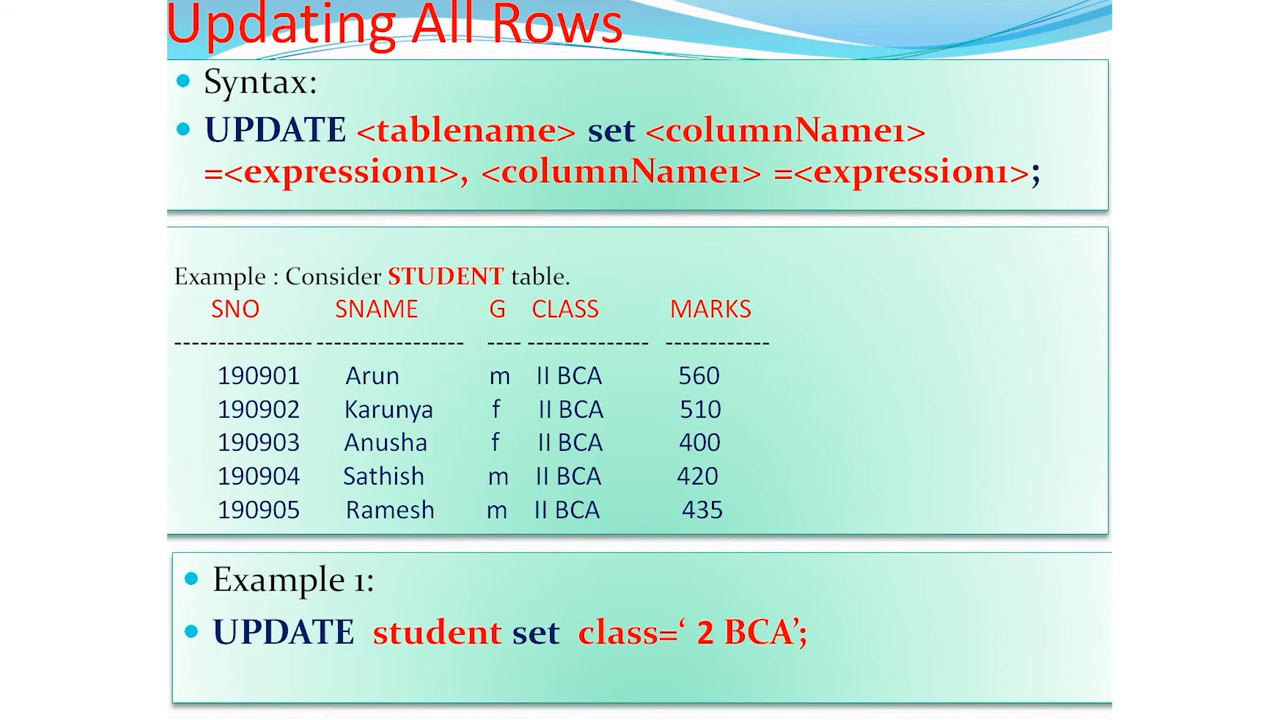 Updating All Rows
• Syntax:
• UPDATE <tablename> set <columnName1>
=<expression1>, <columnName1> =<expression1>;
Example : Consider STUDENT table.
SNO SNAME G CLASS MARKS
---------------- ----------------- ---- -------------- ------------
190901 Arun m II BCA 560
190902 Karunya f II BCA 510
190903 Anusha f II BCA 400
190904 Sathish m II BCA 420
190905 Ramesh m II BCA 435
• Example 1:
• UPDATE student set class=‘ 2 BCA’;